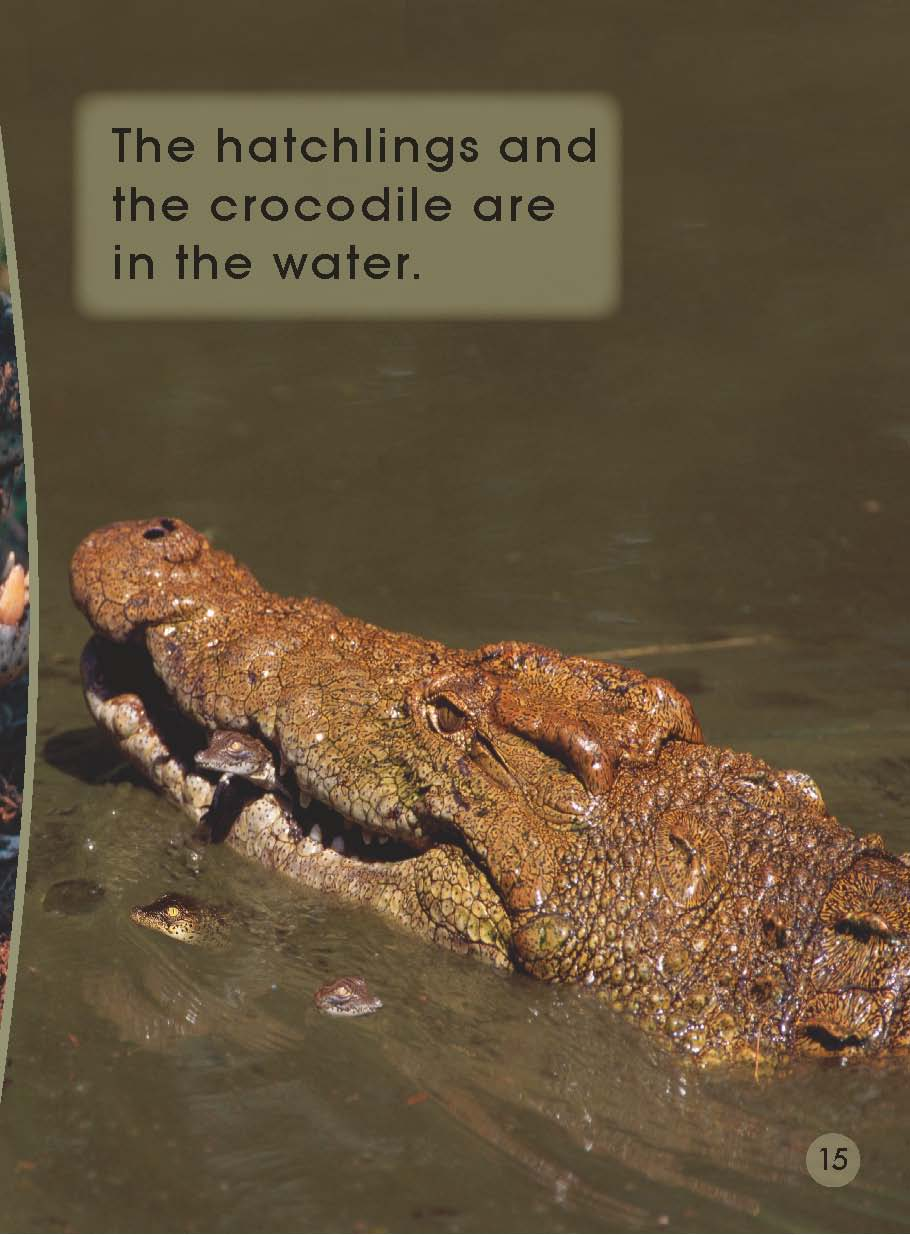 The hatchlings and
the crocodile are
in the water.
15